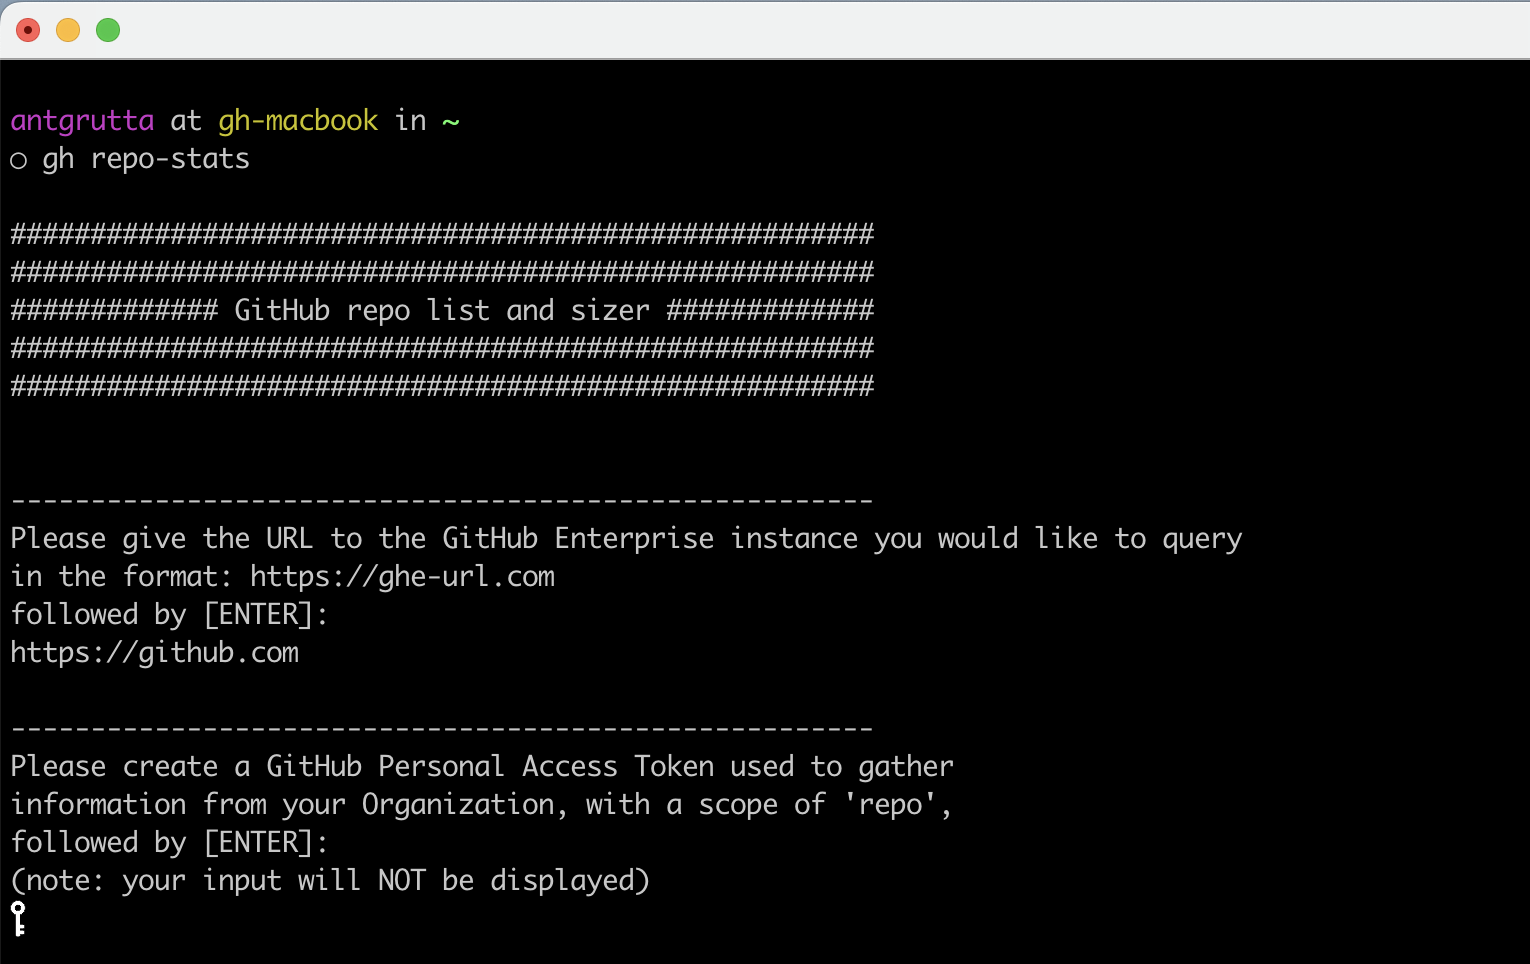 antgrutta at gh-macbook in ~
○ gh repo-stats
######################################################
######################################################
############# GitHub repo list and sizer #############
######################################################
######################################################
------------------------------------------------------
Please give the URL to the GitHub Enterprise instance you would like to query
in the format: https://ghe-url.com
followed by [ENTER]:
https://github.com
------------------------------------------------------
Please create a GitHub Personal Access Token used to gather
information from your Organization, with a scope of 'repo',
followed by [ENTER]:
(note: your input will NOT be displayed)